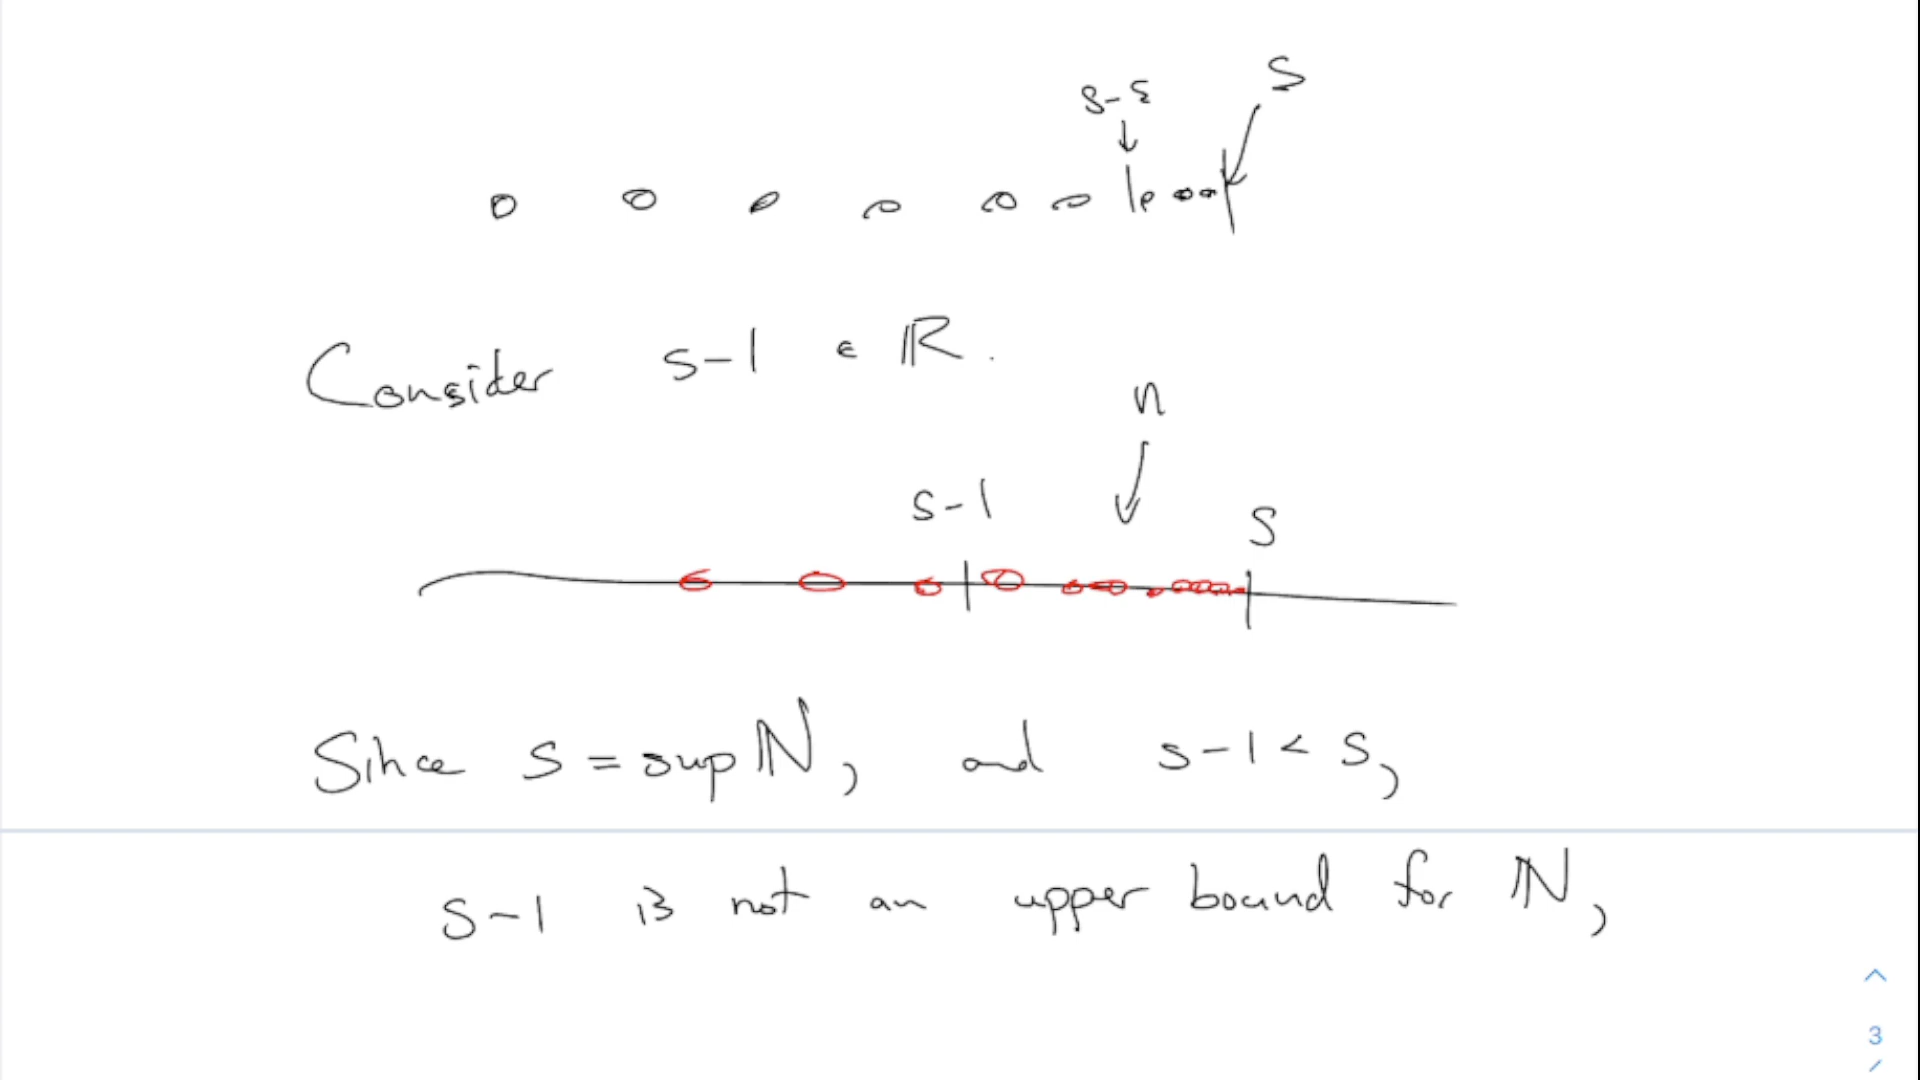 s-ε
S
Consider s-1 ∈ ℝ.
n
s-1
S
Since s = sup ℕ, and s-1 < s,
s-1 is not an upper bound for ℕ,
3